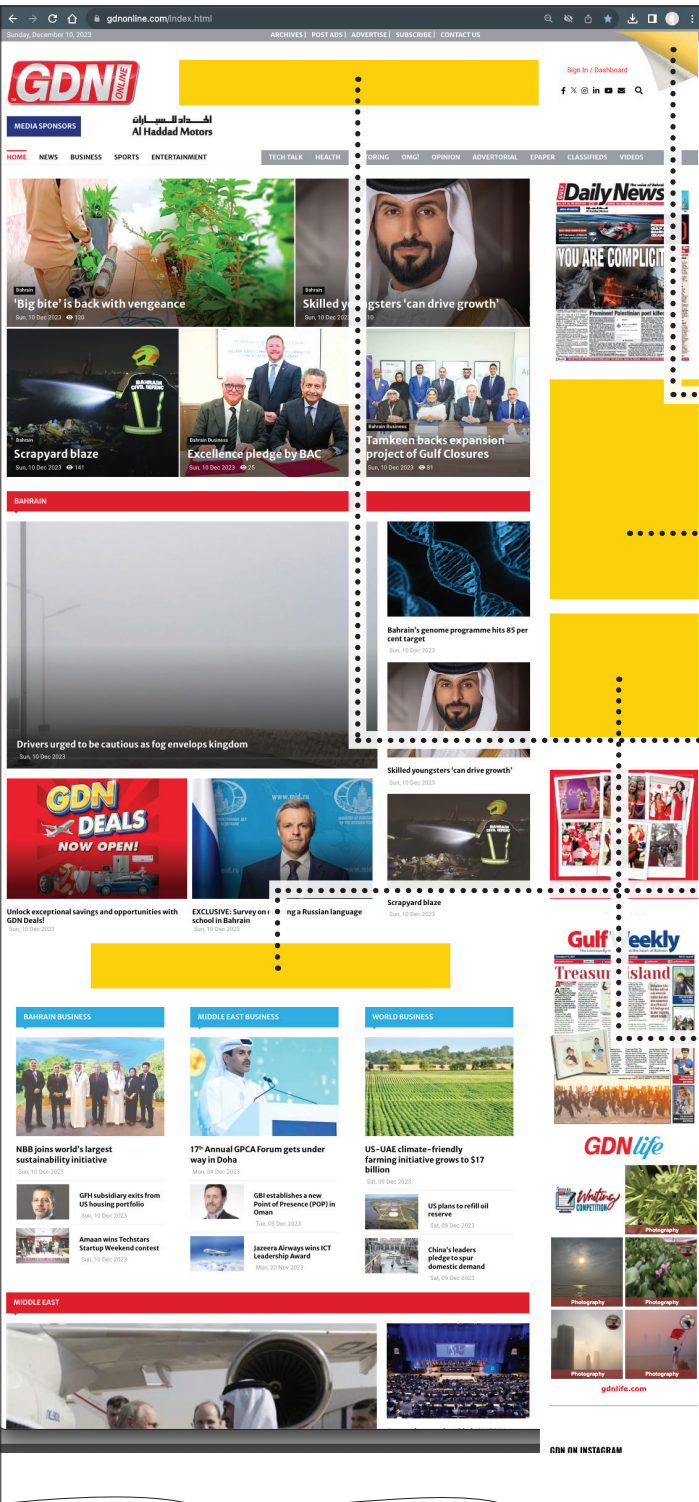 gdnonline.com/index.html
Sunday, December 10, 2023
ARCHIVES | POST ADS | ADVERTISE | SUBSCRIBE | CONTACT US
GDN ONLINE
Sign In / Dashboard
MEDIA SPONSORS
الحداد للسيارات
Al Haddad Motors
HOME NEWS BUSINESS SPORTS ENTERTAINMENT TECH TALK HEALTH OMG! OPINION ADVERTORIAL EPAPER CLASSIFIEDS VIDEOS
Bahrain
'Big bite' is back with vengeance
Sun, 10 Dec 2023 120
Bahrain
Skilled youngsters 'can drive growth'
Sun, 10 Dec 2023
Daily News
YOU ARE COMPLICIT
Prominent Palestinian poet killed
BAHRAIN CIVIL DEFENCE
Bahrain
Scrapyard blaze
Sun, 10 Dec 2023 141
Bahrain Business
Excellence pledge by BAC
Sun, 10 Dec 2023 25
Bahrain Business
Tamkeen backs expansion
project of Gulf Closures
Sun, 10 Dec 2023 81
BAHRAIN
Drivers urged to be cautious as fog envelops kingdom
Sun, 10 Dec 2023
Bahrain's genome programme hits 85 per
cent target
Sun, 10 Dec 2023
Skilled youngsters 'can drive growth'
Sun, 10 Dec 2023
Scrapyard blaze
Sun, 10 Dec 2023
GDN
DEALS
NOW OPEN!
Unlock exceptional savings and opportunities with
GDN Deals!
Sun, 10 Dec 2023
www.mid.ru
EXCLUSIVE: Survey on ng a Russian language
school in Bahrain
Sun, 10 Dec 2023
Gulf Weekly
Treasure island
BAHRAIN BUSINESS
NBB joins world's largest
sustainability initiative
Sun, 10 Dec 2023
GFH subsidiary exits from
US housing portfolio
Sun, 10 Dec 2023
Amaan wins Techstars
Startup Weekend contest
Sun, 10 Dec 2023
MIDDLE EAST BUSINESS
17th Annual GPCA Forum gets under
way in Doha
Mon, 04 Dec 2023
GBI establishes a new
Point of Presence (POP) in
Oman
Tue, 05 Dec 2023
Jazeera Airways wins ICT
Leadership Award
Mon, 20 Nov 2023
WORLD BUSINESS
US-UAE climate-friendly
farming initiative grows to $17
billion
Sat, 09 Dec 2023
US plans to refill oil
reserve
Sat, 09 Dec 2023
China's leaders
pledge to spur
domestic demand
Sat, 09 Dec 2023
GDNlife
Writing
COMPETITION
Photography
Photography
Photography
Photography
Photography
gdnlife.com
MIDDLE EAST
GDN ON INSTAGRAM